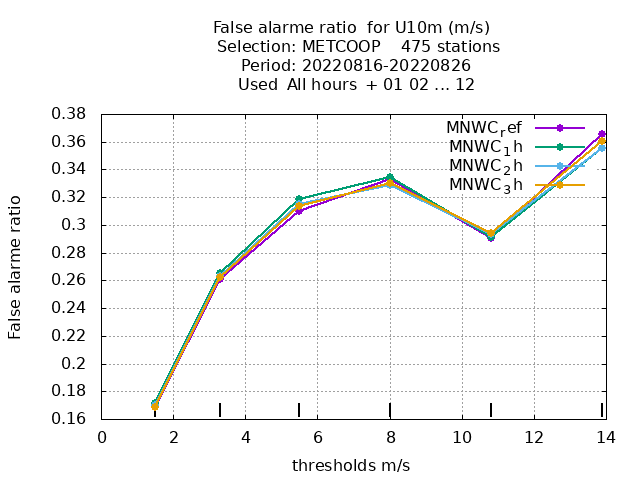 False alarme ratio for U10m (m/s)
Selection: METCOOP 475 stations
Period: 20220816-20220826
Used All hours + 01 02 ... 12
MNWC_ref
MNWC_1h
MNWC_2h
MNWC_3h
0.38
0.36
0.34
0.32
0.3
0.28
0.26
0.24
0.22
0.2
0.18
0.16
False alarme ratio
0 2 4 6 8 10 12 14
thresholds m/s